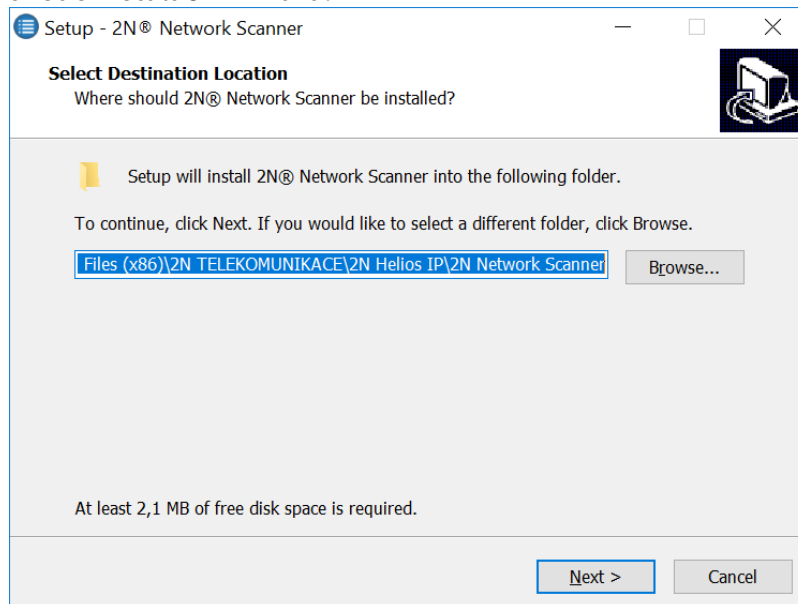 Setup - 2N® Network Scanner
Select Destination Location
Where should 2N® Network Scanner be installed?
Setup will install 2N® Network Scanner into the following folder.
To continue, click Next. If you would like to select a different folder, click Browse.
Files (x86)\2N TELEKOMUNIKACE\2N Helios IP\2N Network Scanner
Browse...
At least 2,1 MB of free disk space is required.
Next >
Cancel